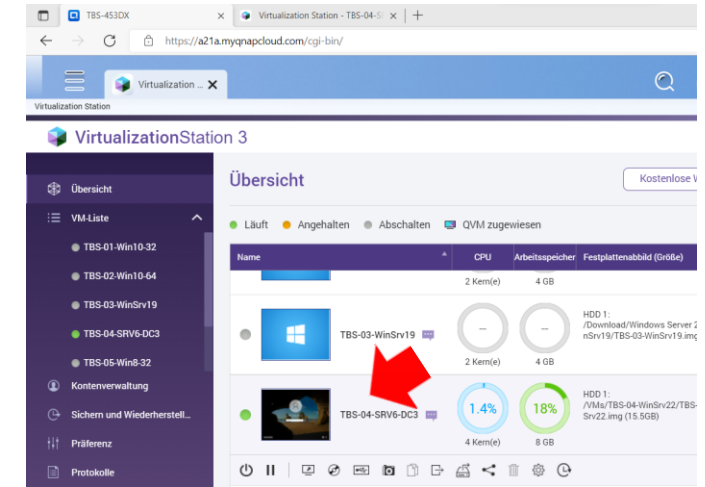 TBS-453DX
Virtualization Station - TBS-04-S
https://a21a.myqnapcloud.com/cgi-bin/
Virtualization ...
Virtualization Station
VirtualizationStation 3
Übersicht
VM-Liste
TBS-01-Win10-32
TBS-02-Win10-64
TBS-03-WinSrv19
TBS-04-SRV6-DC3
TBS-05-Win8-32
Kontenverwaltung
Sichern und Wiederherstell...
Präferenz
Protokolle
Übersicht
Kostenlose V
Läuft Angehalten Abschalten QVM zugewiesen
Name CPU Arbeitsspeicher Festplattenabbild (Größe)
2 Kern(e) 4 GB
TBS-03-WinSrv19 -- -- HDD 1:
/Download/Windows Server 2
nSrv19/TBS-03-WinSrv19.img
2 Kern(e) 4 GB
TBS-04-SRV6-DC3 1.4% 18% HDD 1:
/VMs/TBS-04-WinSrv22/TBS-
Srv22.img (15.5GB)
4 Kern(e) 8 GB